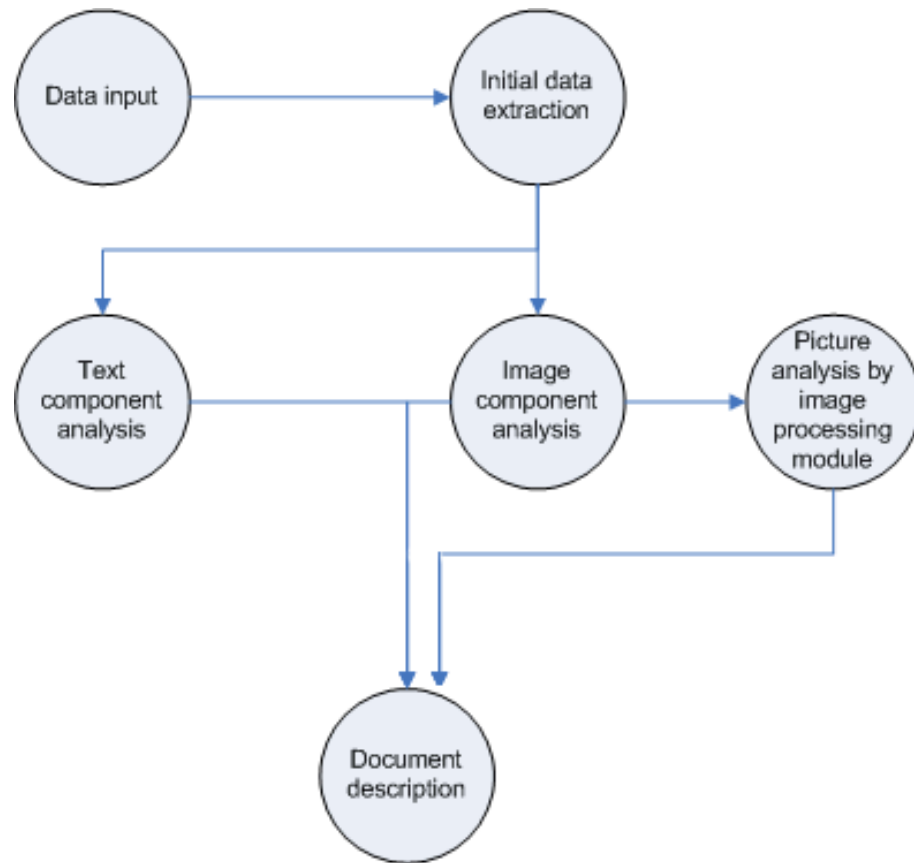 Data input
Initial data
extraction
Text
component
analysis
Image
component
analysis
Picture
analysis by
image
processing
module
Document
description